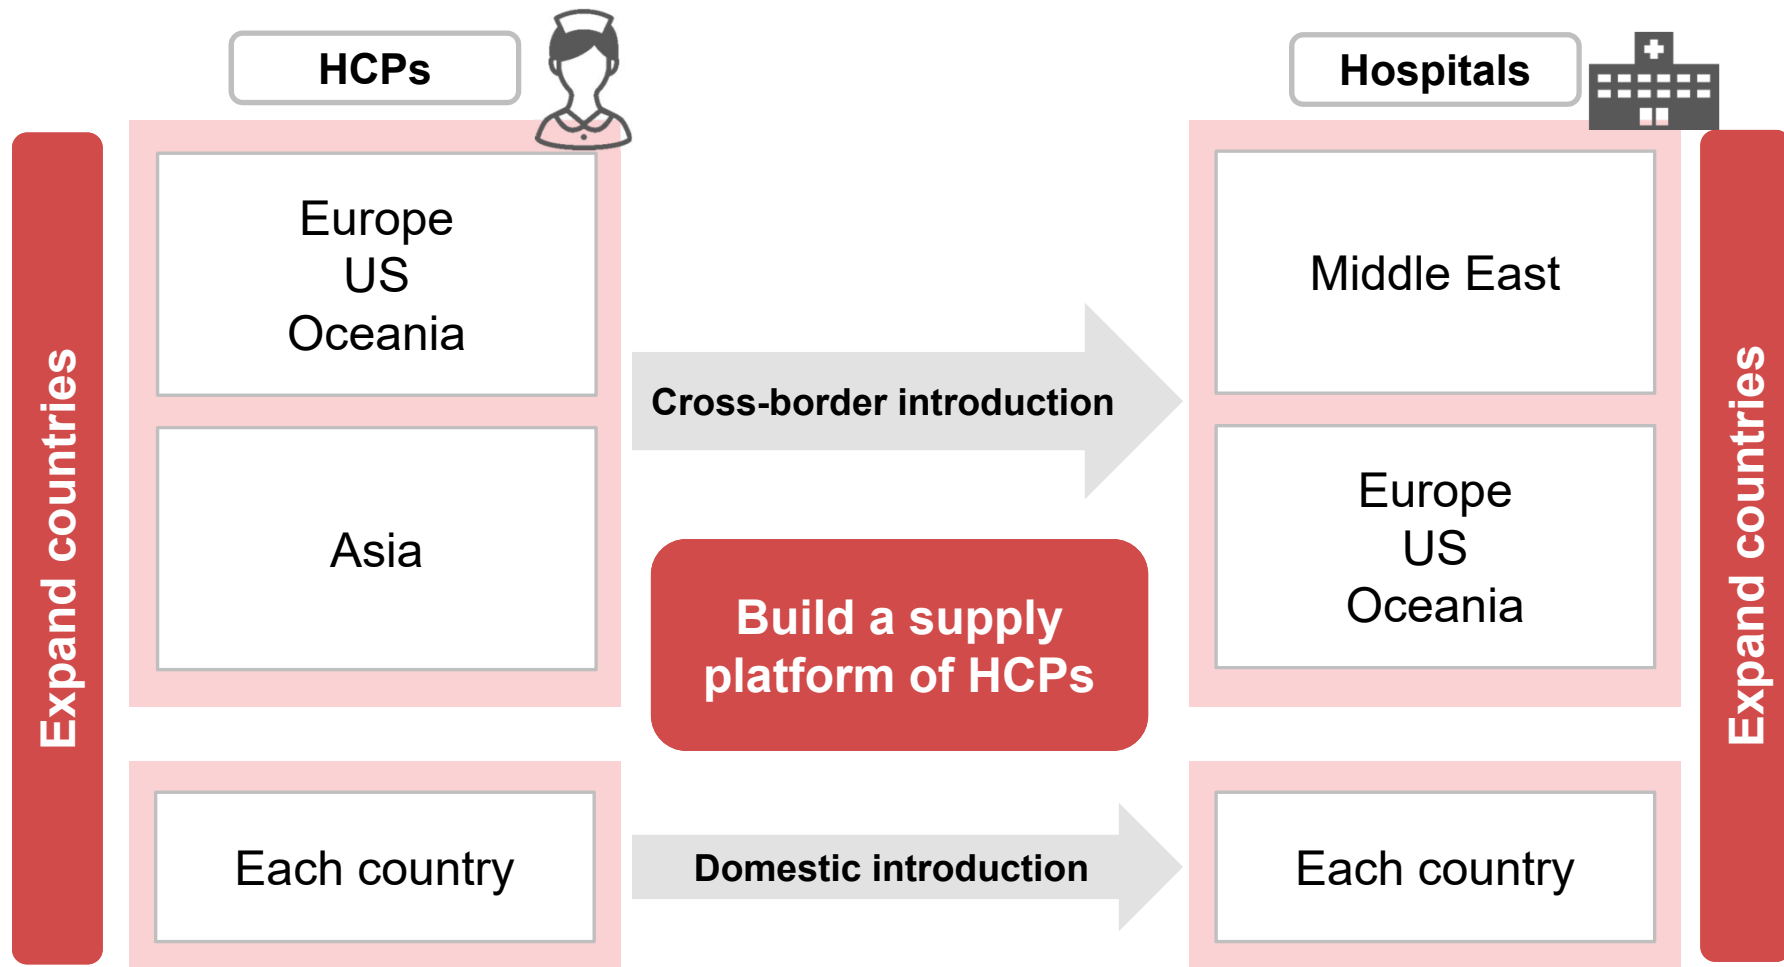 HCPs
Hospitals
Expand countries
Europe
US
Oceania
Asia
Cross-border introduction
Build a supply
platform of HCPs
Middle East
Europe
US
Oceania
Expand countries
Each country
Domestic introduction
Each country